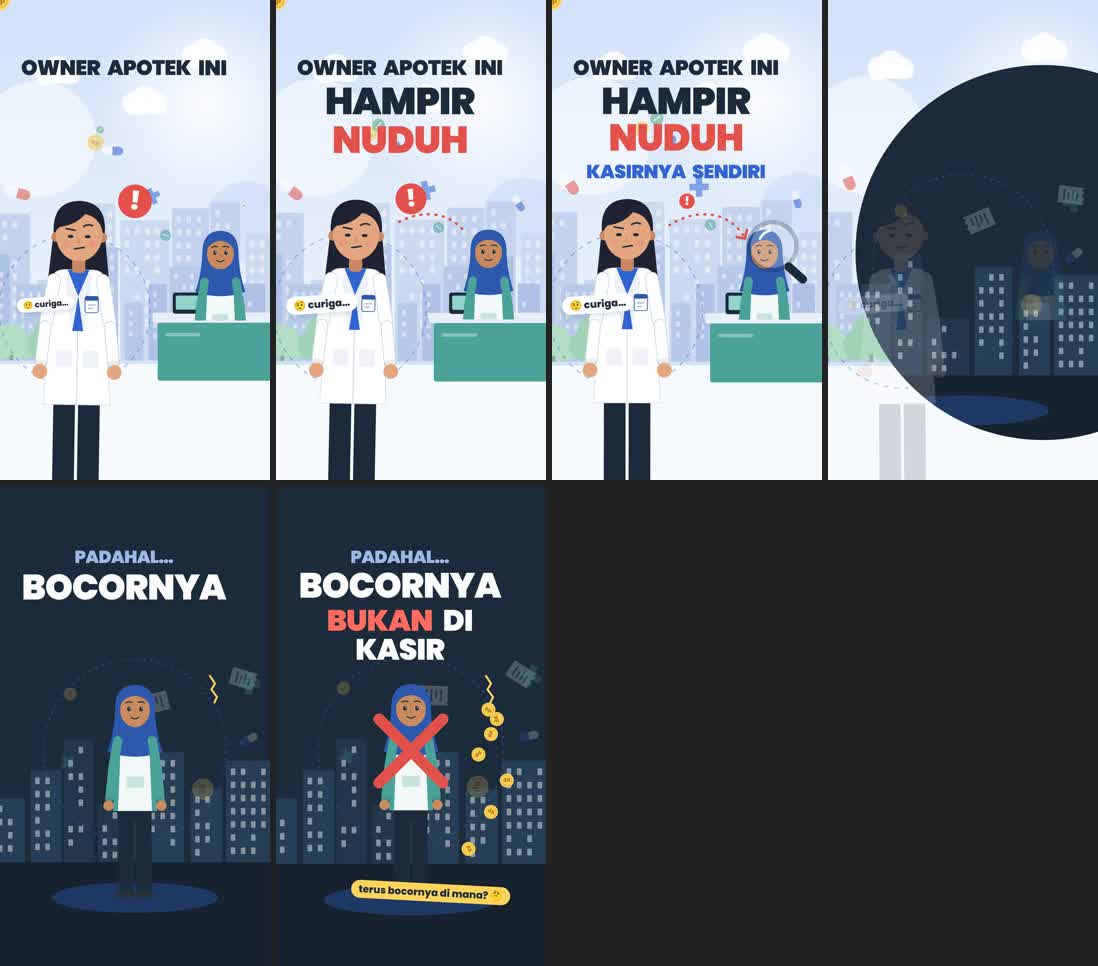 OWNER APOTEK INI
curiga...
OWNER APOTEK INI
HAMPIR
NUDUH
curiga...
OWNER APOTEK INI
HAMPIR
NUDUH
KASIRNYA SENDIRI
curiga...
curiga...
PADAHAL...
BOCORNYA
PADAHAL...
BOCORNYA
BUKAN DI
KASIR
terus bocornya di mana?